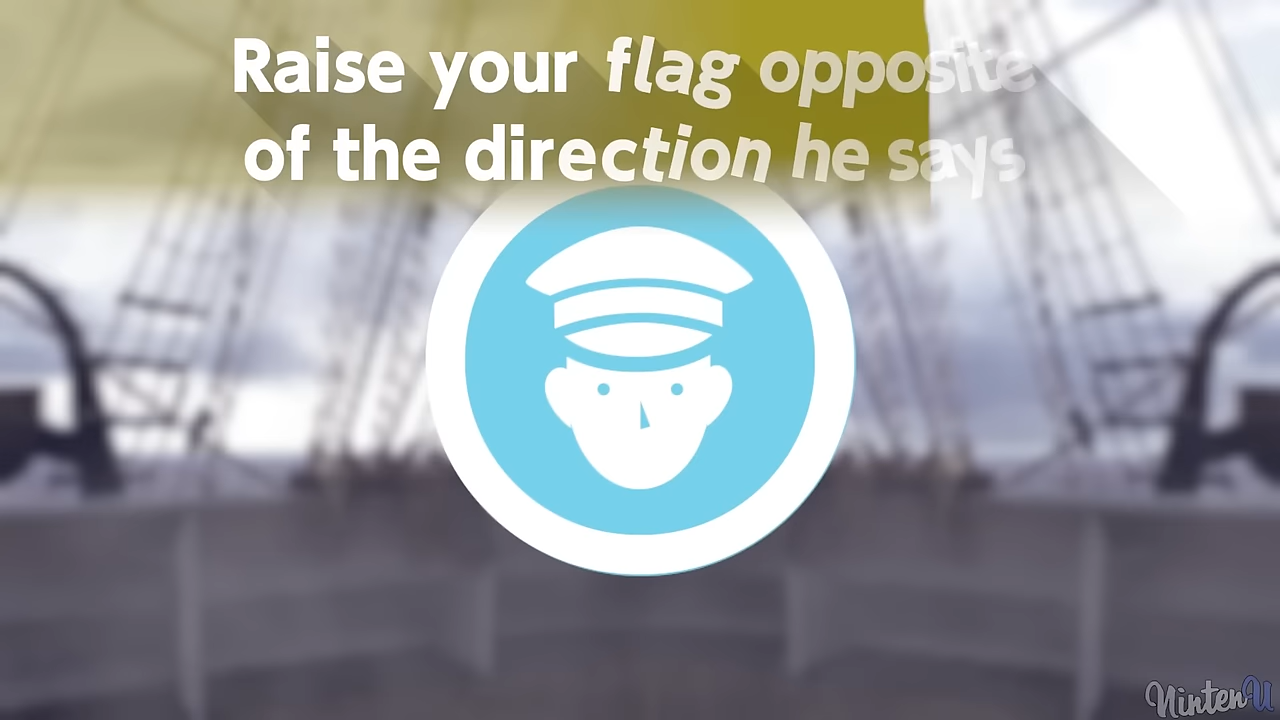 Raise your flag opposite
of the direction he says
NintenU